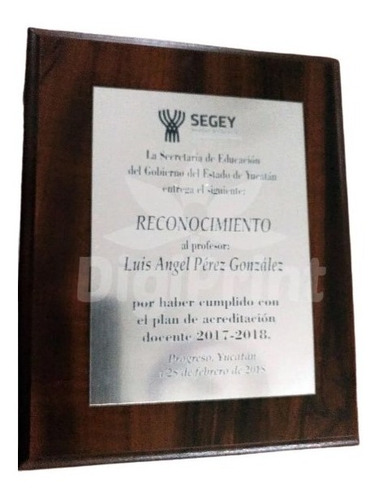 SEGEY
La Secretaría de Educación
del Gobierno del Estado de Yucatán
entrega el siguiente:
RECONOCIMIENTO
al profesor:
Luis Angel Pérez González
por haber cumplido con
el plan de acreditación
docente 2017-2018.
Progreso, Yucatán
a 28 de febrero de 2018
DigiPrint